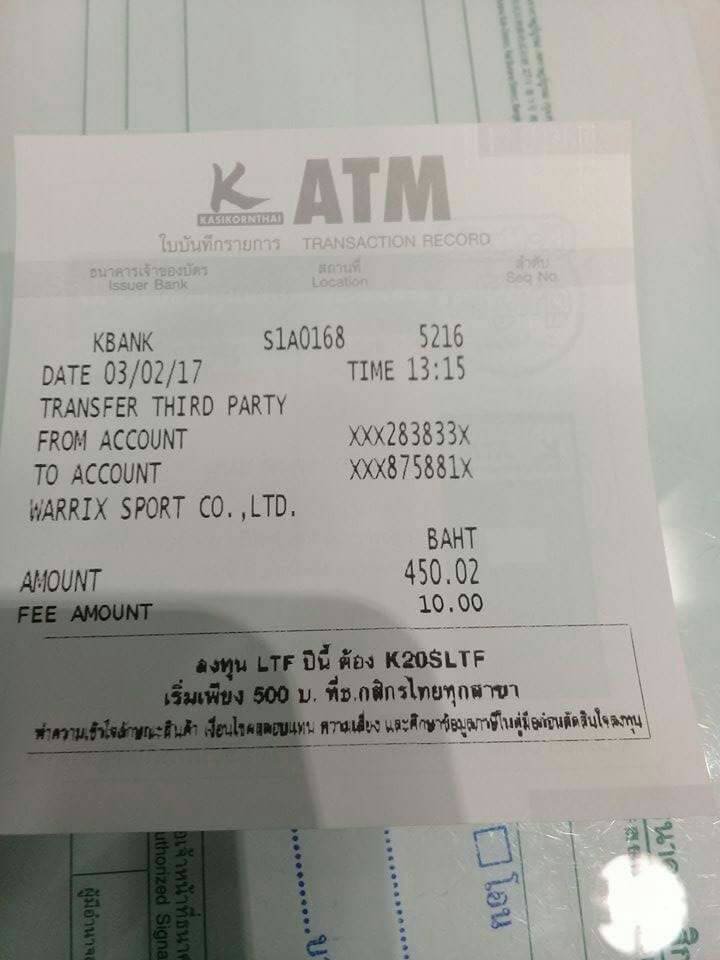 K ATM
KASIKORNTHAI
ใบบันทึกรายการ TRANSACTION RECORD
ธนาคารเจ้าของบัตร สถานที่ ลำดับ
Issuer Bank Location Seq No.
KBANK S1A0168 5216
DATE 03/02/17 TIME 13:15
TRANSFER THIRD PARTY
FROM ACCOUNT XXX283833X
TO ACCOUNT XXX875881X
WARRIX SPORT CO.,LTD.
BAHT
AMOUNT 450.02
FEE AMOUNT 10.00
ลงทุน LTF ปีนี้ ต้อง K20SLTF
เริ่มเพียง 500 บ. ที่ธ.กสิกรไทยทุกสาขา
ทำความเข้าใจลักษณะสินค้า เงื่อนไขผลตอบแทน ความเสี่ยง และศึกษาข้อมูลภาษีในคู่มือก่อนตัดสินใจลงทุน
โอน